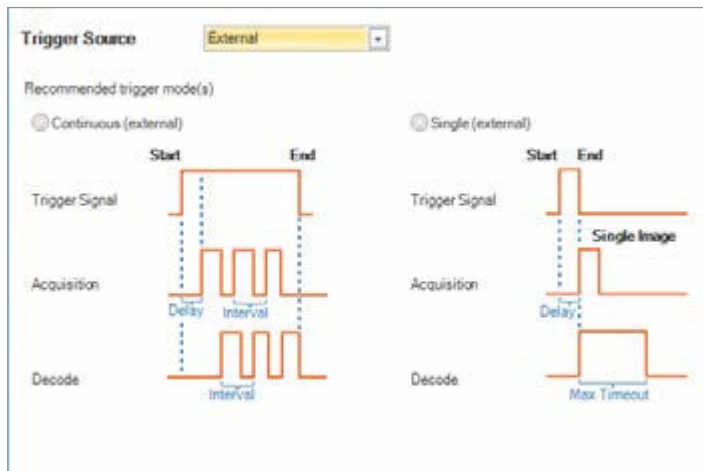 Trigger Source External
Recommended trigger mode(s)
Continuous (external)
Start End
Trigger Signal
Acquisition
Delay Interval
Decode
Interval
Single (external)
Start End
Trigger Signal
Single Image
Acquisition
Delay
Decode
Max Timeout